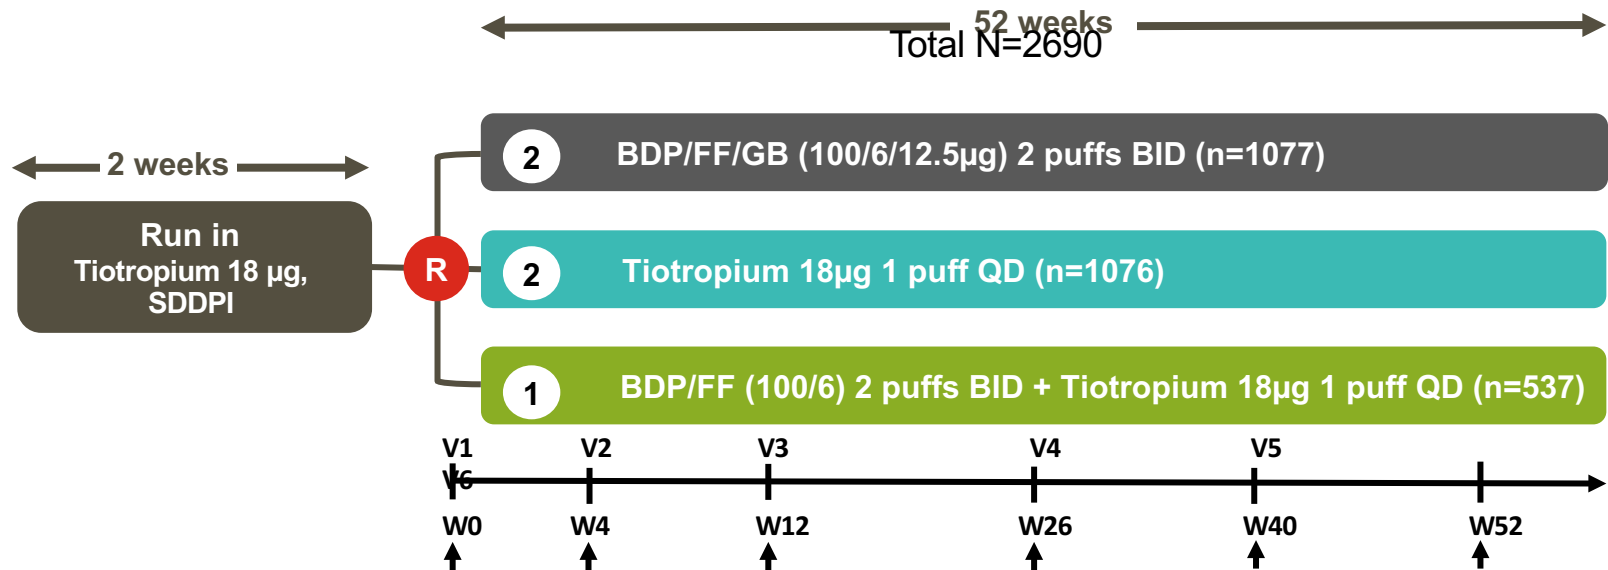 52 weeks
Total N=2690
2 weeks
Run in
Tiotropium 18 µg,
SDDPI
R
2
BDP/FF/GB (100/6/12.5µg) 2 puffs BID (n=1077)
2
Tiotropium 18µg 1 puff QD (n=1076)
1
BDP/FF (100/6) 2 puffs BID + Tiotropium 18µg 1 puff QD (n=537)
V1 V2 V3 V4 V5
V6
W0 W4 W12 W26 W40 W52